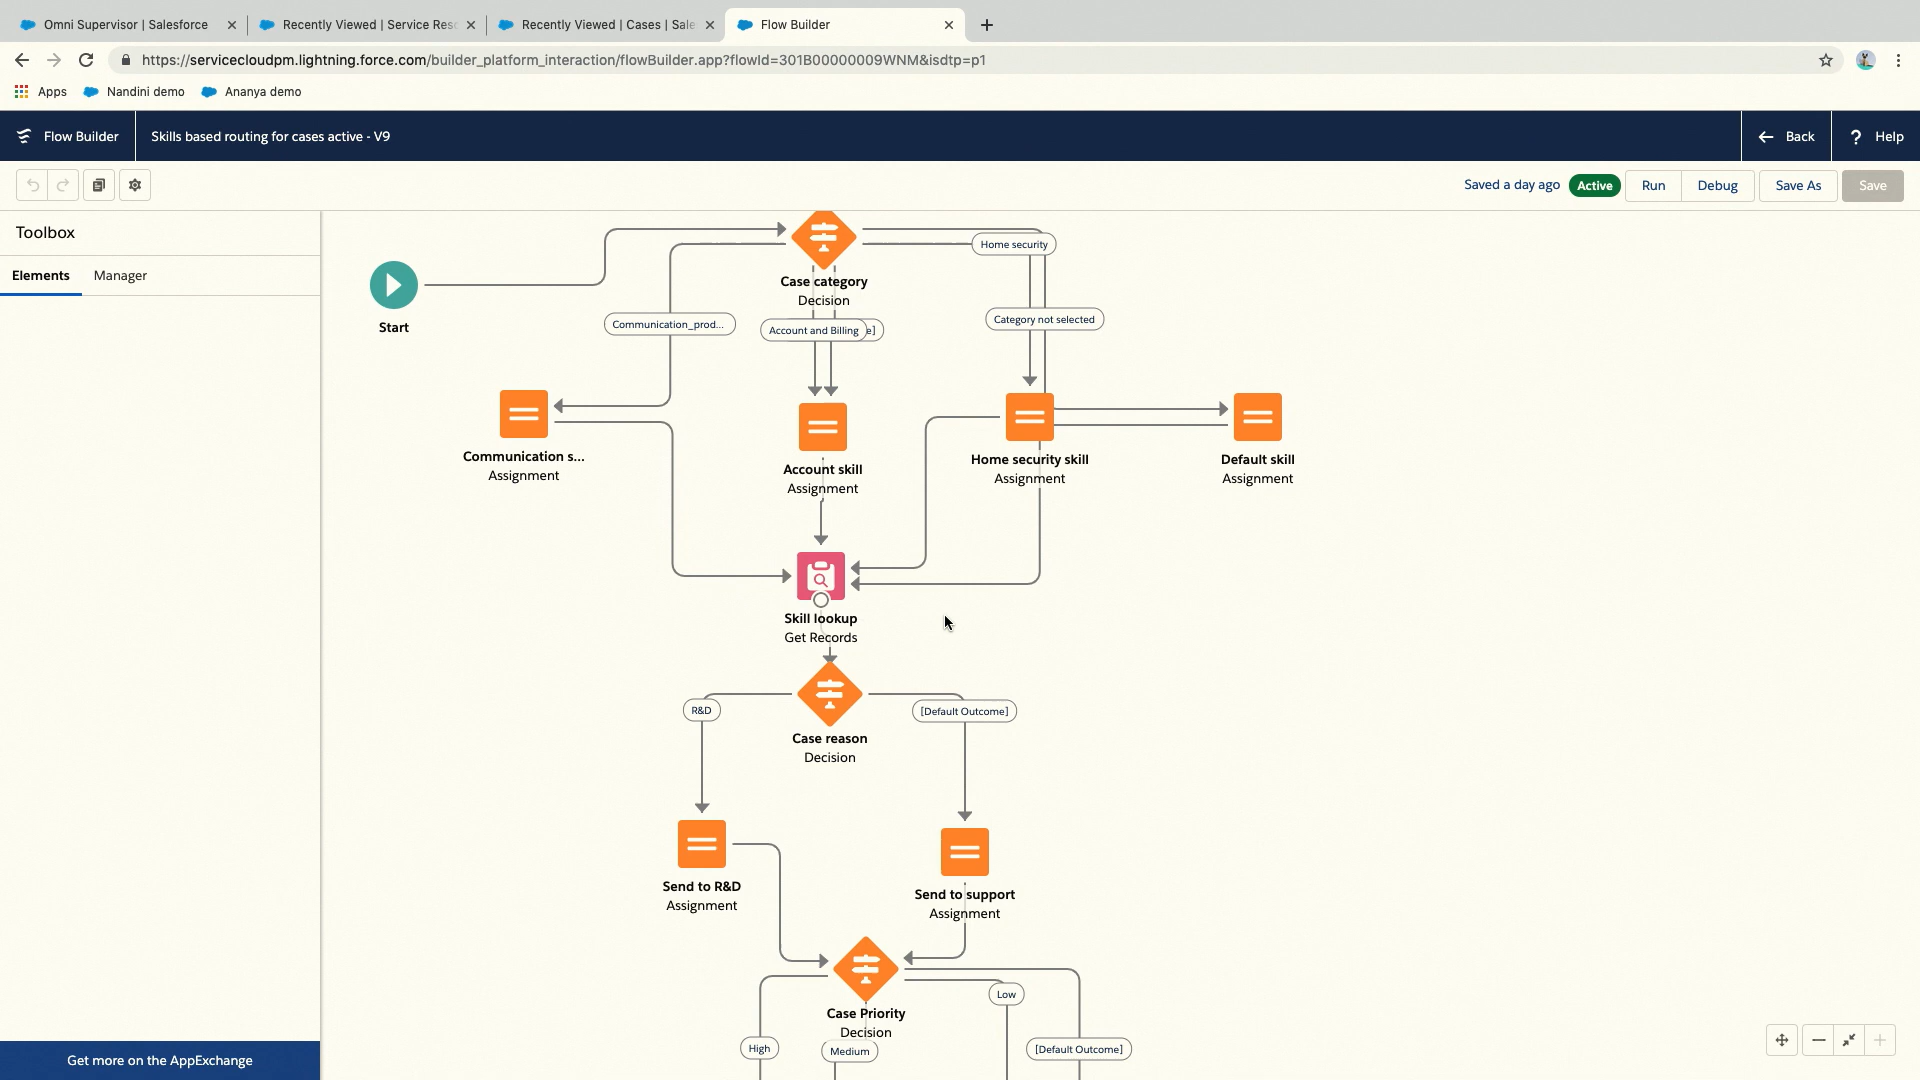 Omni Supervisor | Salesforce
Recently Viewed | Service Reso
Recently Viewed | Cases | Sale
Flow Builder
https://servicecloudpm.lightning.force.com/builder_platform_interaction/flowBuilder.app?flowId=301B00000009WNM&isdtp=p1
Apps
Nandini demo
Ananya demo
Flow Builder
Skills based routing for cases active - V9
Back
? Help
Saved a day ago
Active
Run
Debug
Save As
Save
Toolbox
Elements
Manager
Start
Case category
Decision
Home security
Communication_prod...
Account and Billing
e]
Category not selected
Communication s...
Assignment
Account skill
Assignment
Home security skill
Assignment
Default skill
Assignment
Skill lookup
Get Records
R&D
[Default Outcome]
Case reason
Decision
Send to R&D
Assignment
Send to support
Assignment
Low
Case Priority
Decision
High
Medium
[Default Outcome]
Get more on the AppExchange